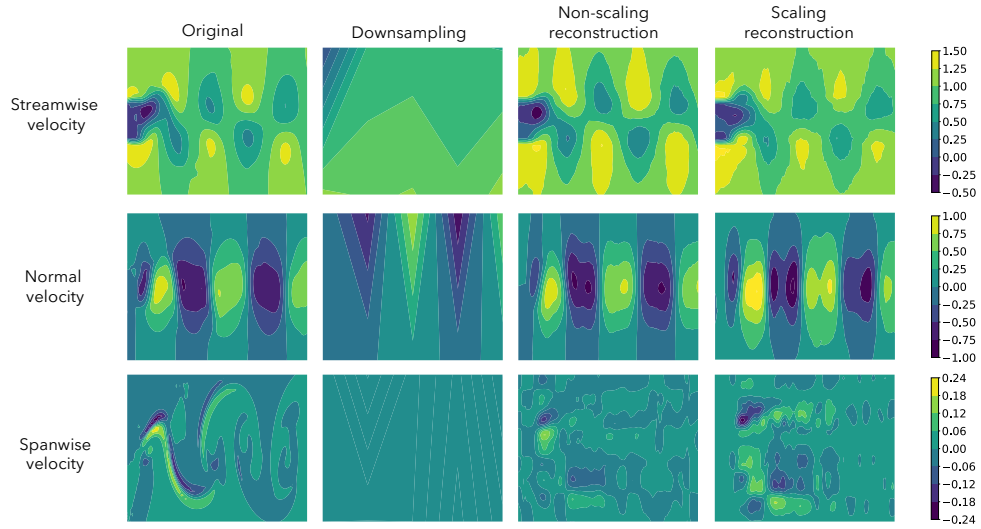 Original
Downsampling
Non-scaling
reconstruction
Scaling
reconstruction
Streamwise
velocity
1.50
1.25
1.00
0.75
0.50
0.25
0.00
−0.25
−0.50
Normal
velocity
1.00
0.75
0.50
0.25
0.00
−0.25
−0.50
−0.75
−1.00
Spanwise
velocity
0.24
0.18
0.12
0.06
0.00
−0.06
−0.12
−0.18
−0.24